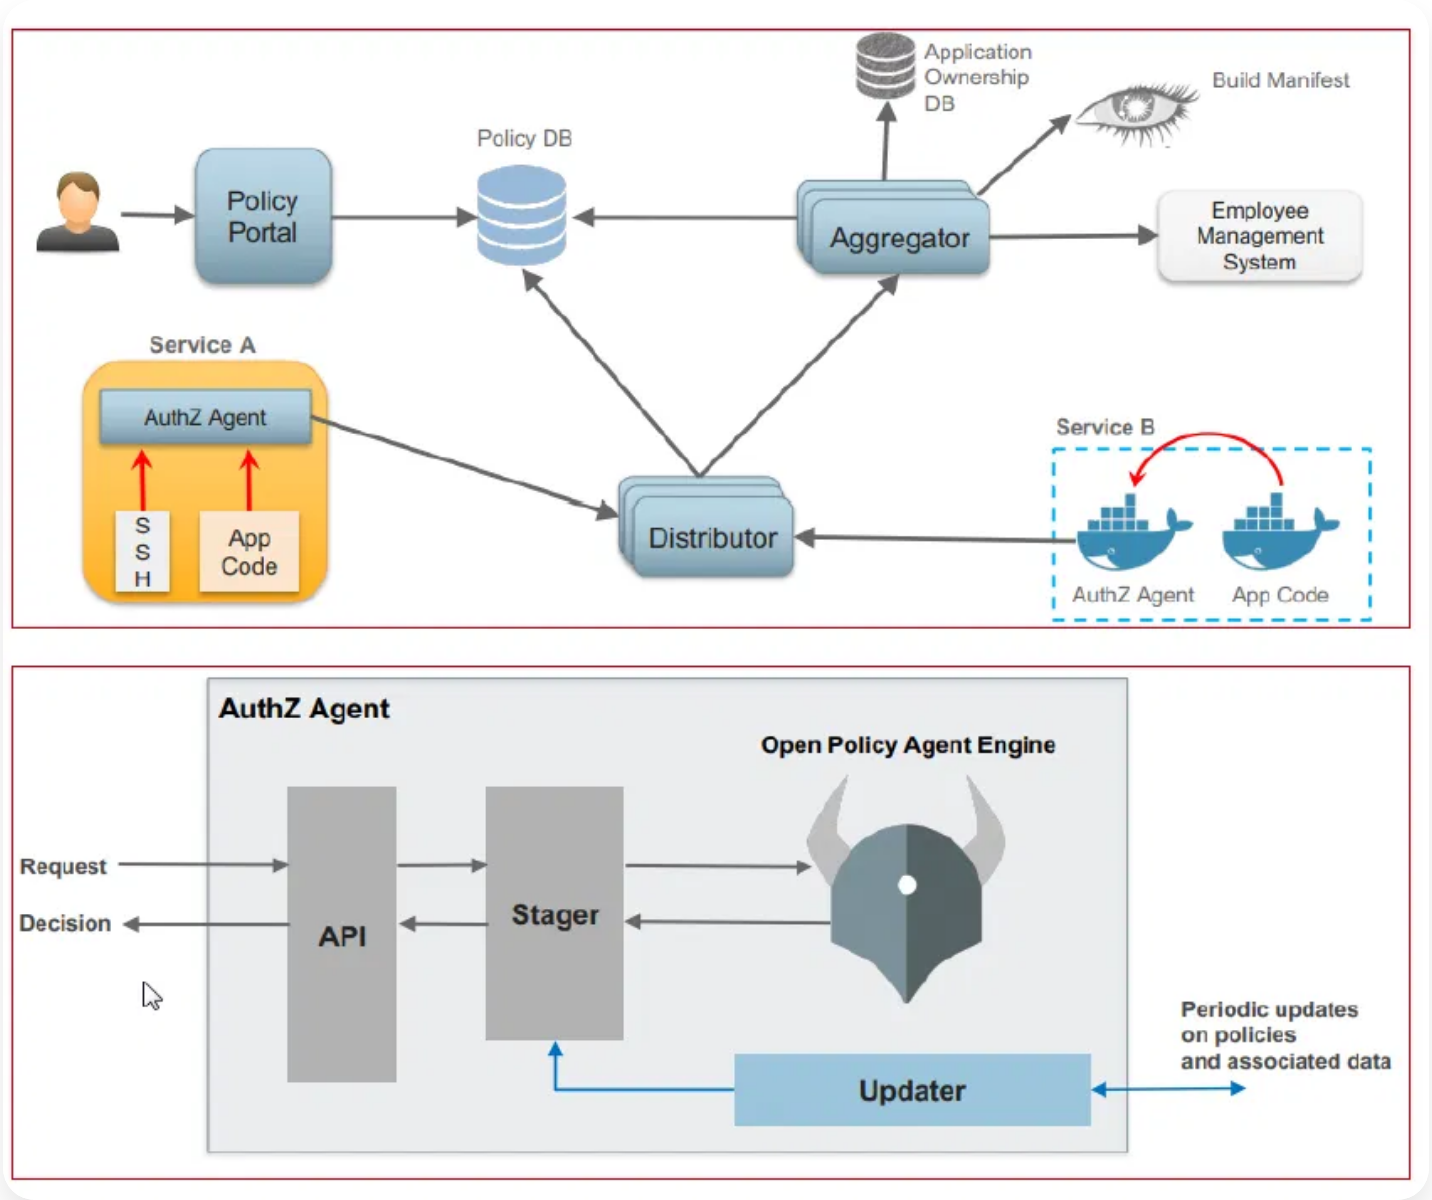 Application
Ownership
DB
Build Manifest
Policy DB
Policy
Portal
Aggregator
Employee
Management
System
Service A
AuthZ Agent
S
S
H
App
Code
Distributor
Service B
AuthZ Agent
App Code
AuthZ Agent
Open Policy Agent Engine
Request
Decision
API
Stager
Updater
Periodic updates
on policies
and associated data